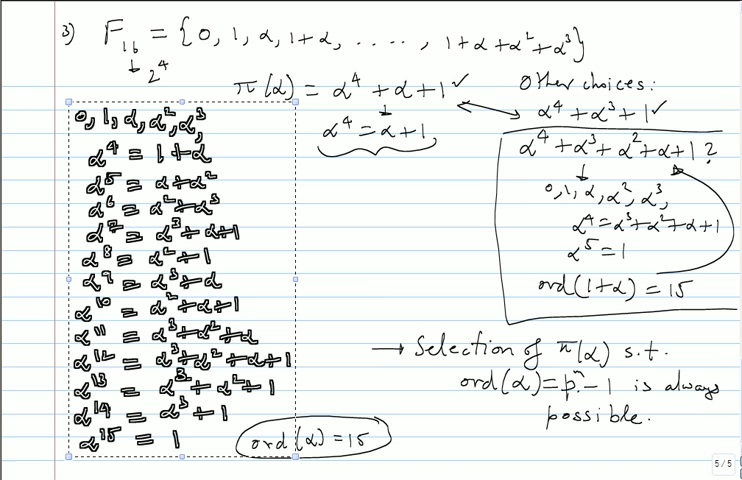 3) F₁₆ = {0, 1, α, 1+α, ...., 1+α+α²+α³}
↳ 2⁴
π(α) = α⁴ + α + 1 ✓
α⁴ = α+1,
Other choices:
α⁴ + α³ + 1 ✓
α⁴ + α³ + α² + α + 1 ?
0, 1, α, α², α³,
α⁴ = α³+α²+α+1
α⁵ = 1
ord(1+α) = 15
0, 1, α, α², α³,
α⁴ = 1+α
α⁵ = α+α²
α⁶ = α²+α³
α⁷ = α³+α+1
α⁸ = α²+1
α⁹ = α³+α
α¹⁰ = α²+α+1
α¹¹ = α³+α²+α
α¹² = α³+α²+α+1
α¹³ = α³+α²+1
α¹⁴ = α³+1
α¹⁵ = 1
ord(α) = 15
→ Selection of π(α) s.t.
ord(α) = pⁿ-1 is always
possible.
5/5